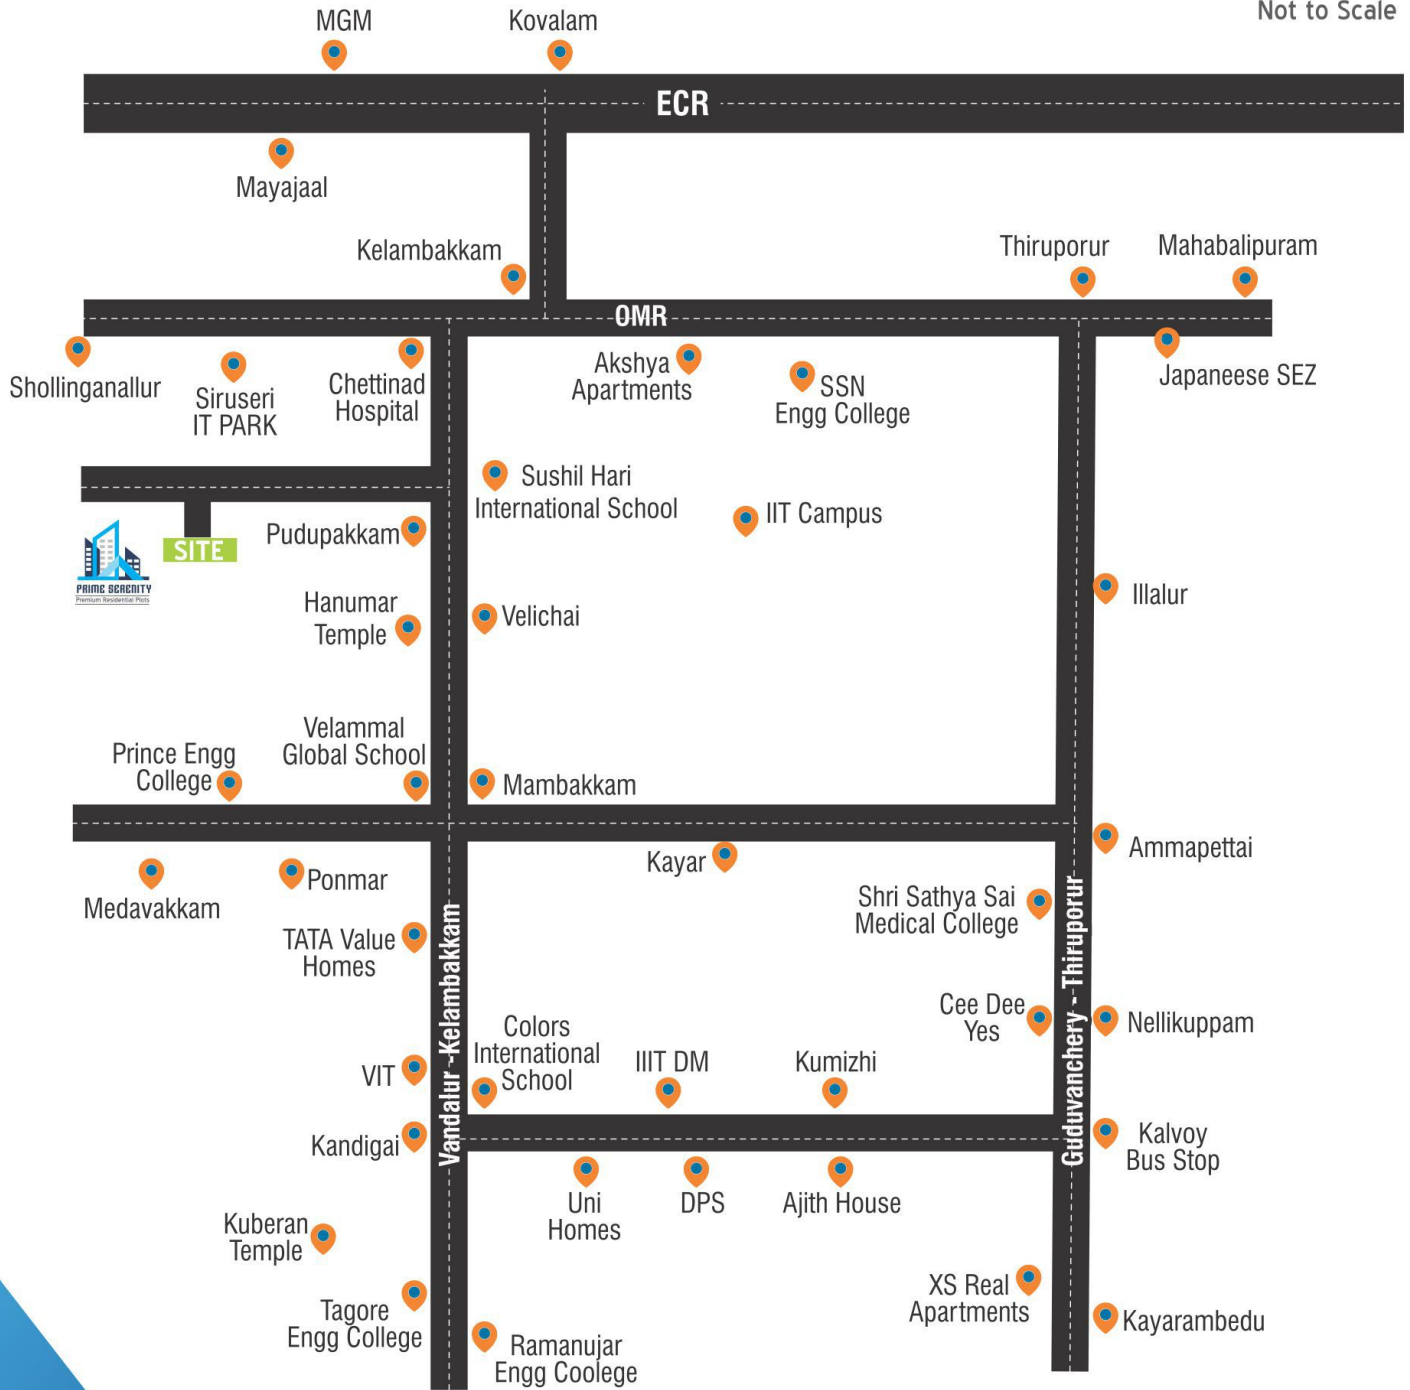 Not to Scale
MGM
Kovalam
ECR
Mayajaal
Kelambakkam
Thiruporur
Mahabalipuram
OMR
Shollinganallur
Siruseri
IT PARK
Chettinad
Hospital
Akshya
Apartments
SSN
Engg College
Japaneese SEZ
Sushil Hari
International School
IIT Campus
Pudupakkam
SITE
PRIME SERENITY
Premium Residential Plots
Hanumar
Temple
Velichai
Illalur
Velammal
Global School
Prince Engg
College
Mambakkam
Kayar
Ammapettai
Medavakkam
Ponmar
Shri Sathya Sai
Medical College
TATA Value
Homes
Vandalur -Kelambakkam
Guduvanchery - Thiruporur
Cee Dee
Yes
Nellikuppam
Colors
International
School
IIIT DM
Kumizhi
VIT
Kandigai
Kalvoy
Bus Stop
Uni
Homes
DPS
Ajith House
Kuberan
Temple
XS Real
Apartments
Kayarambedu
Tagore
Engg College
Ramanujar
Engg Coolege